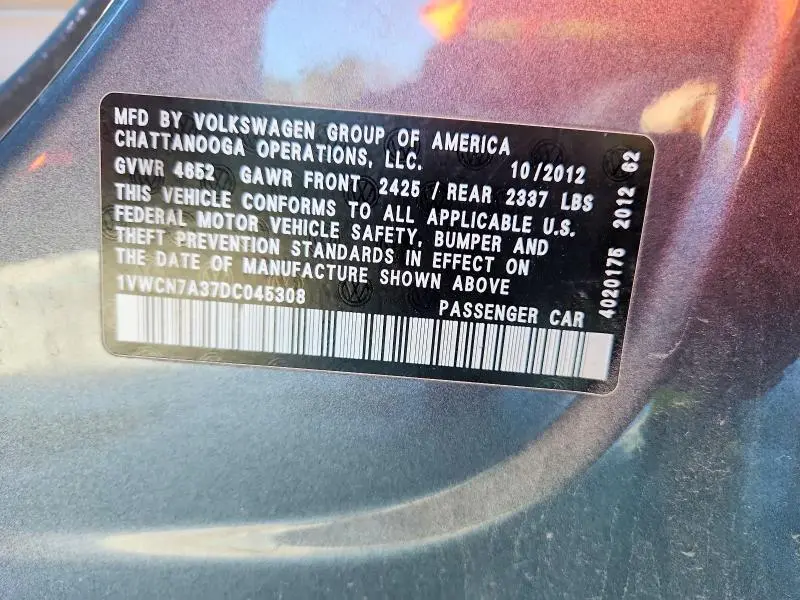 MFD BY VOLKSWAGEN GROUP OF AMERICA
CHATTANOOGA OPERATIONS, LLC. 10/2012
GVWR 4652 GAWR FRONT 2425 / REAR 2337 LBS
THIS VEHICLE CONFORMS TO ALL APPLICABLE U.S.
FEDERAL MOTOR VEHICLE SAFETY, BUMPER AND
THEFT PREVENTION STANDARDS IN EFFECT ON
THE DATE OF MANUFACTURE SHOWN ABOVE
1VWCN7A37DC045308 PASSENGER CAR
4020175 2012 62